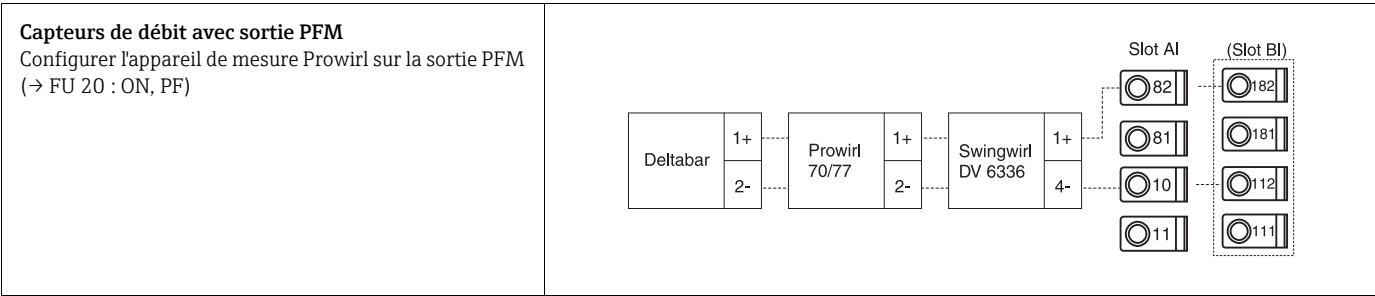 Capteurs de débit avec sortie PFM
Configurer l'appareil de mesure Prowirl sur la sortie PFM
(→ FU 20 : ON, PF)
Slot AI (Slot BI)
82 182
81 181
10 112
11 111
Deltabar 1+ 2-
Prowirl 70/77 1+ 2-
Swingwirl DV 6336 1+ 4-